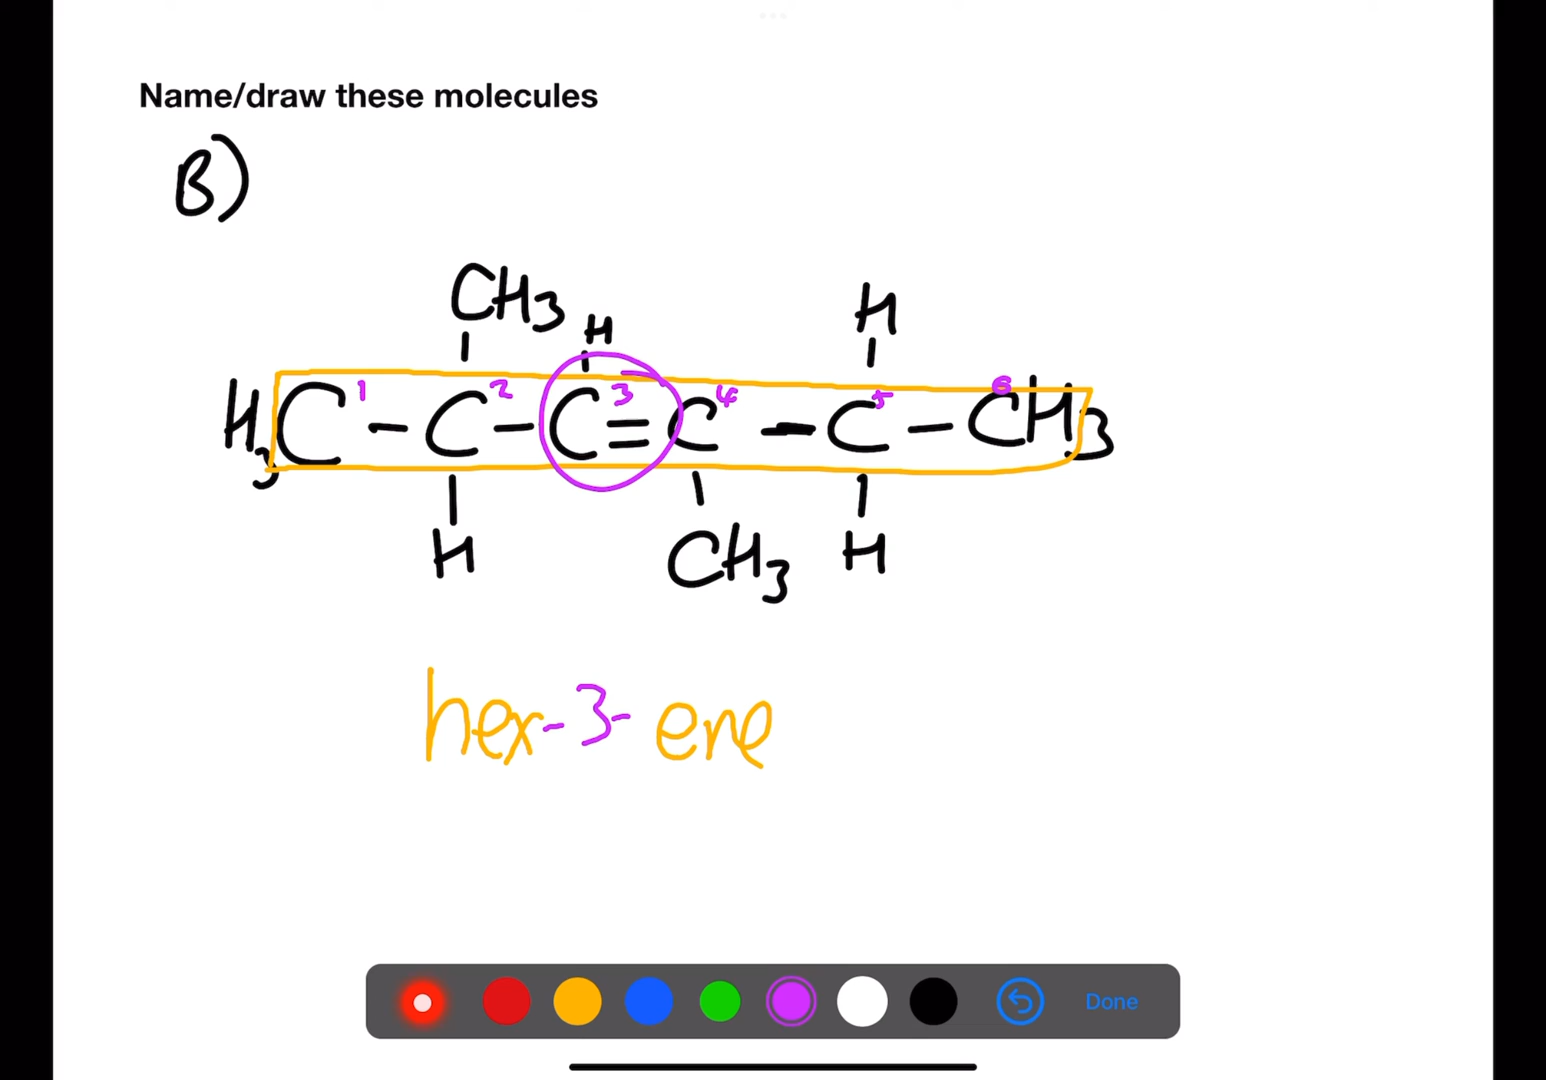 Name/draw these molecules
B)
CH3 H H
H3C1-C2-C3=C4-C5-C6H3
H CH3 H
hex-3-ene
Done